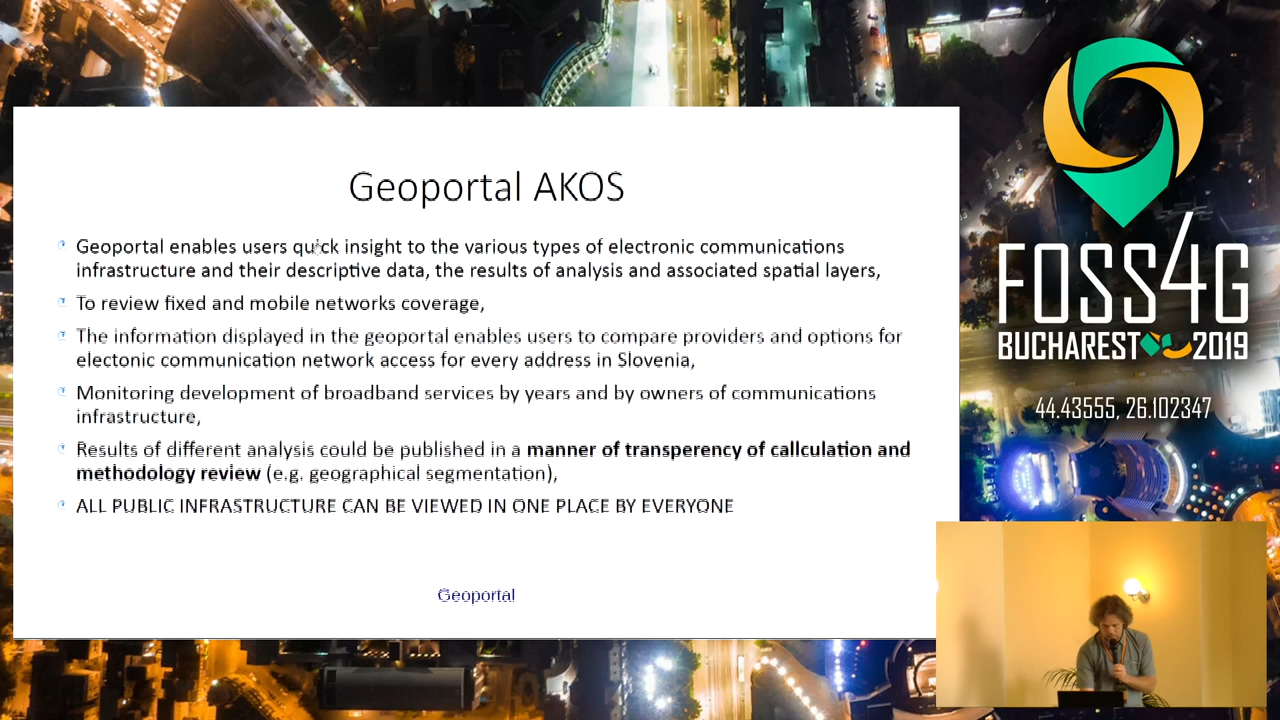 Geoportal AKOS
Geoportal enables users quick insight to the various types of electronic communications
infrastructure and their descriptive data, the results of analysis and associated spatial layers,
To review fixed and mobile networks coverage,
The information displayed in the geoportal enables users to compare providers and options for
electonic communication network access for every address in Slovenia,
Monitoring development of broadband services by years and by owners of communications
infrastructure,
Results of different analysis could be published in a manner of transperency of callculation and
methodology review (e.g. geographical segmentation),
ALL PUBLIC INFRASTRUCTURE CAN BE VIEWED IN ONE PLACE BY EVERYONE
Geoportal
FOSS4G
BUCHAREST 2019
44.43555, 26.102347